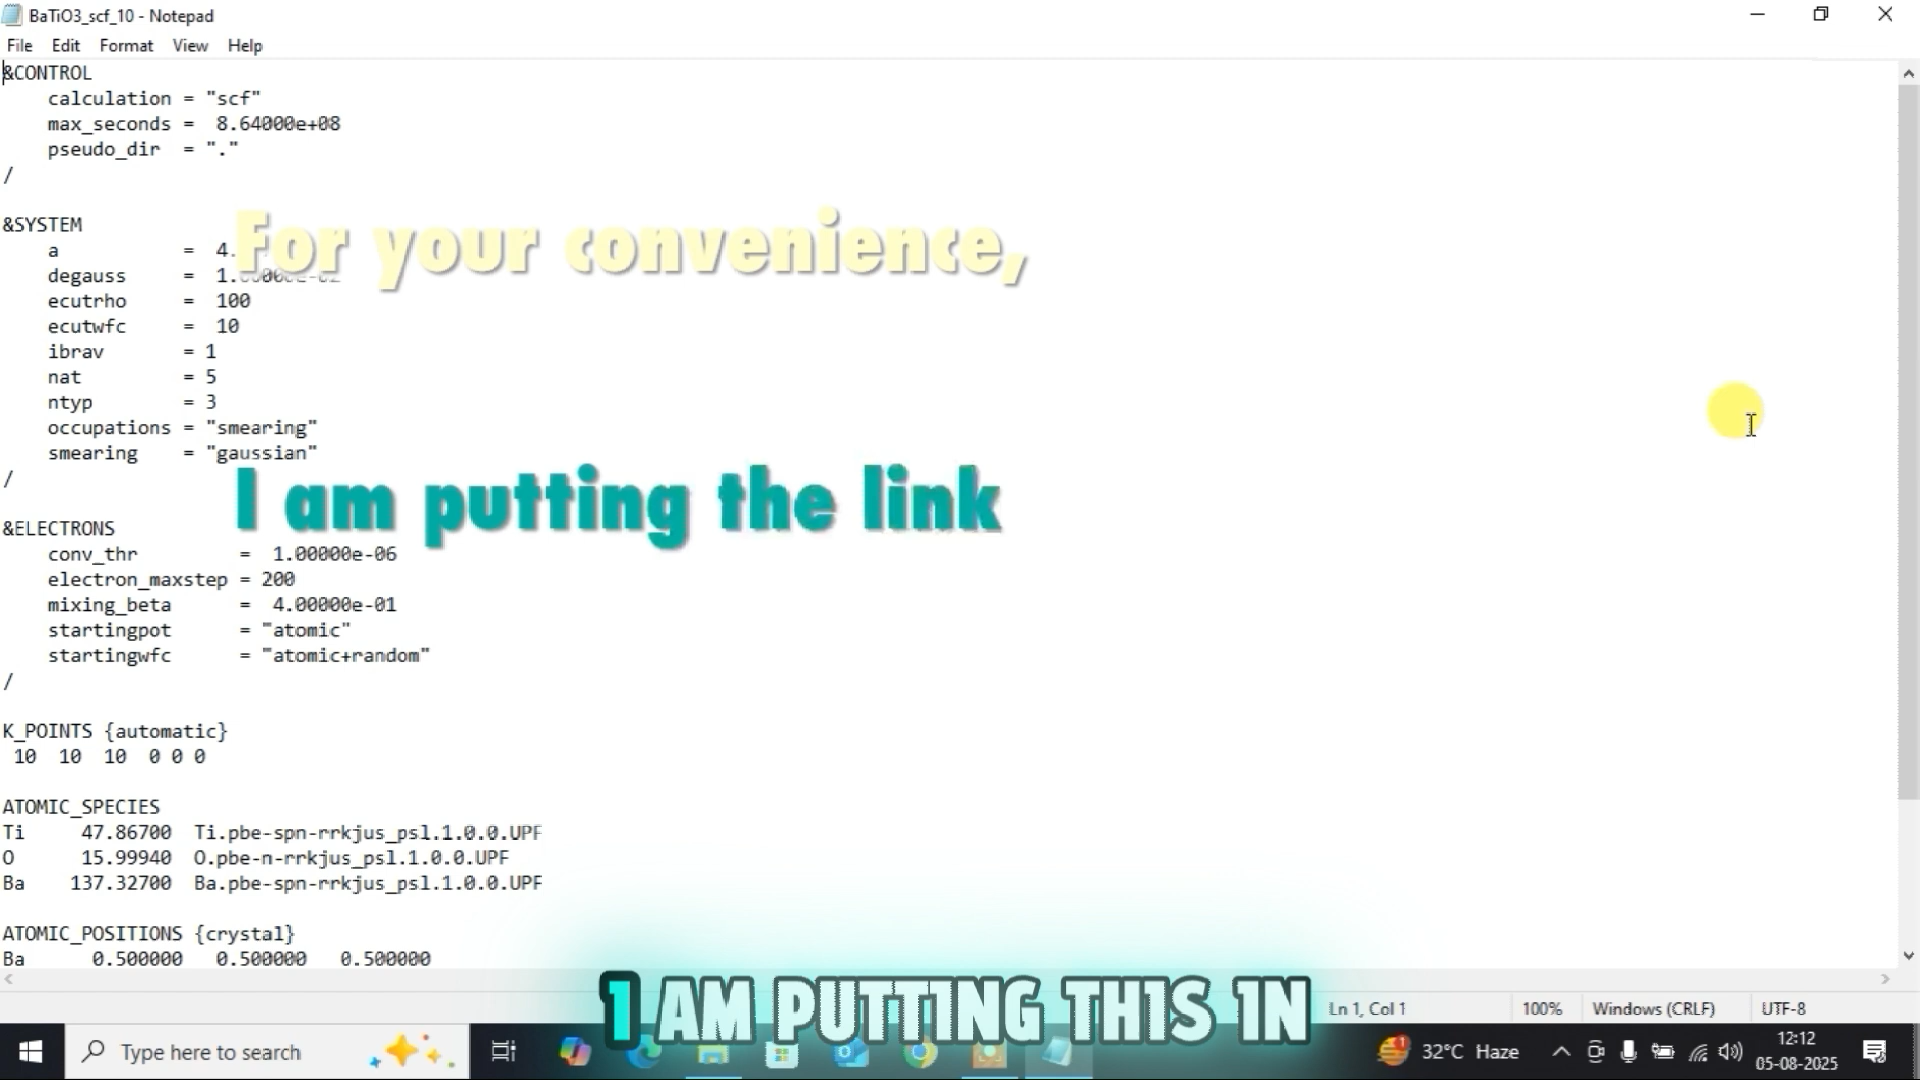 BaTiO3_scf_10 - Notepad
File Edit Format View Help
&CONTROL
calculation = "scf"
max_seconds = 8.64000e+08
pseudo_dir = "."
/
&SYSTEM
a = 4.
For your convenience,
degauss =
ecutrho = 100
ecutwfc = 10
ibrav = 1
nat = 5
ntyp = 3
occupations = "smearing"
smearing = "gaussian"
/
I am putting the link
&ELECTRONS
conv_thr = 1.00000e-06
electron_maxstep = 200
mixing_beta = 4.00000e-01
startingpot = "atomic"
startingwfc = "atomic+random"
/
K_POINTS {automatic}
10 10 10 0 0 0
ATOMIC_SPECIES
Ti 47.86700 Ti.pbe-spn-rrkjus_psl.1.0.0.UPF
O 15.99940 O.pbe-n-rrkjus_psl.1.0.0.UPF
Ba 137.32700 Ba.pbe-spn-rrkjus_psl.1.0.0.UPF
ATOMIC_POSITIONS {crystal}
Ba 0.500000 0.500000 0.500000
I AM PUTTING THIS IN
Ln 1, Col 1 100% Windows (CRLF) UTF-8
Type here to search
32°C Haze
12:12
05-08-2025